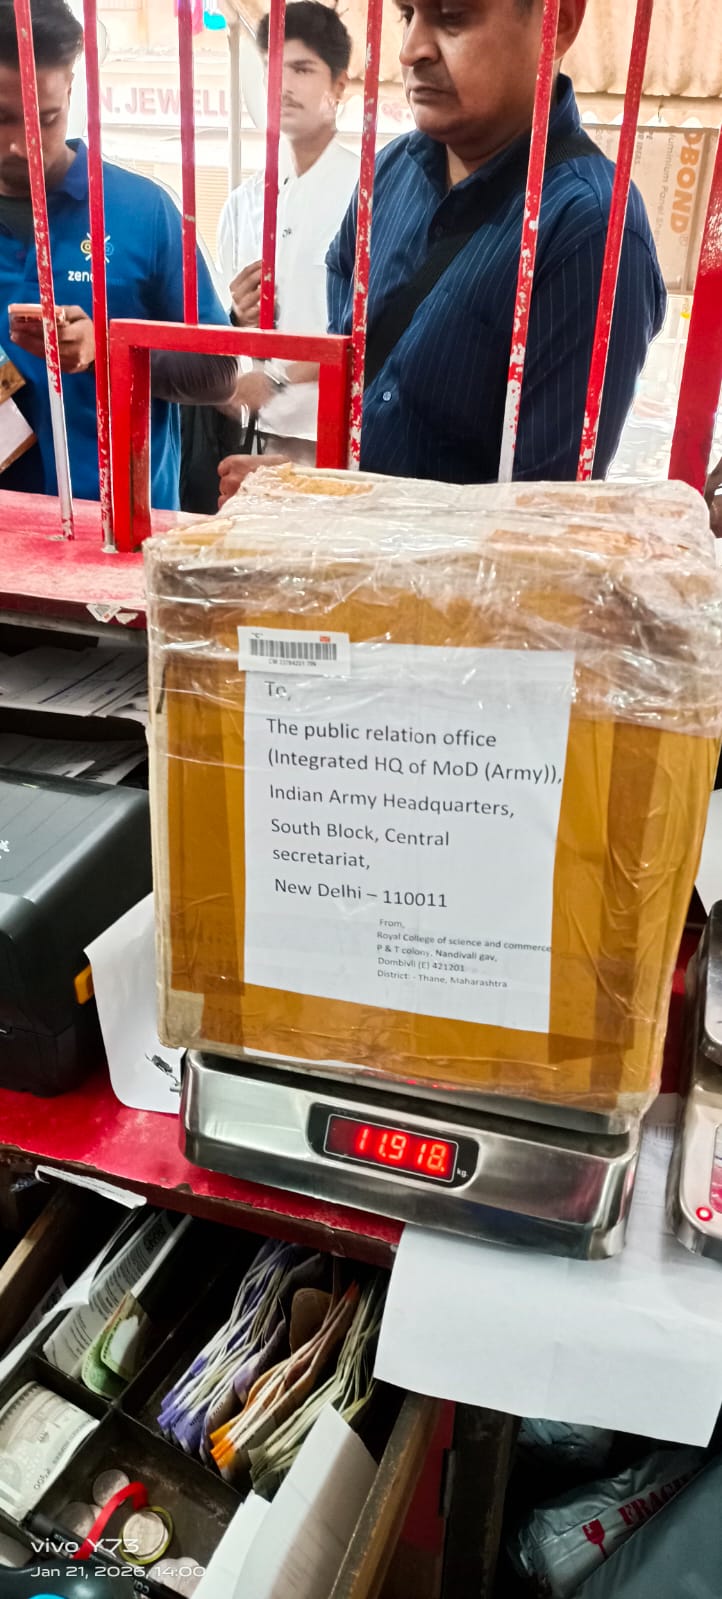 N. JEWELL
OBOND
zen
To,
The public relation office
(Integrated HQ of MoD (Army)),
Indian Army Headquarters,
South Block, Central
secretariat,
New Delhi – 110011
From,
Royal College of science and commerce
P & T colony, Nandivali gav,
Dombivli (E) 421201
District: - Thane, Maharashtra
11.918
kg.
FRAG
vivo Y73
Jan 21, 2026, 14:00